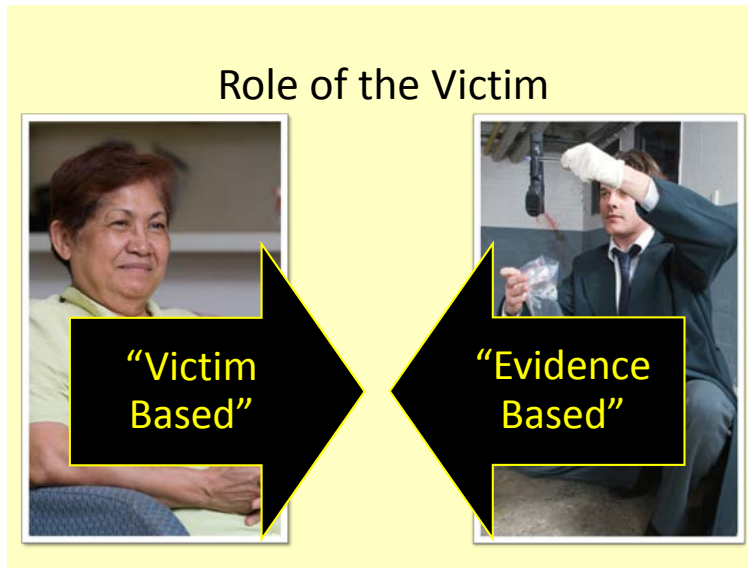 Role of the Victim
“Victim
Based”
“Evidence
Based”